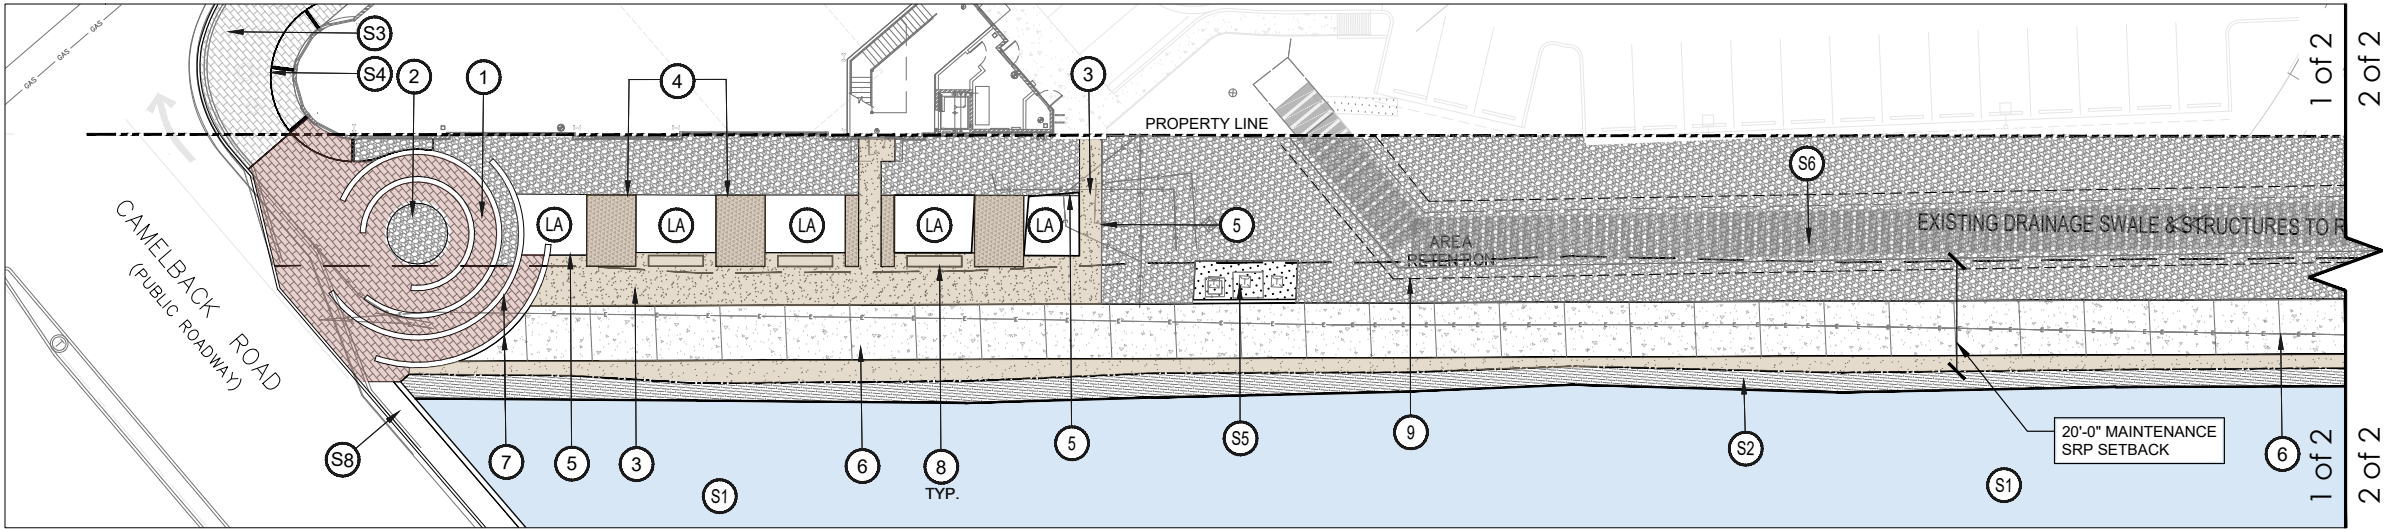 GAS GAS GAS
S3
S4
2
1
4
3
1 of 2
2 of 2
PROPERTY LINE
S6
CAMELBACK ROAD
(PUBLIC ROADWAY)
LA
LA
LA
LA
LA
5
EXISTING DRAINAGE SWALE & STRUCTURES TO R
AREA
RETENTION
S8
7
5
3
6
8
TYP.
5
S5
9
S2
20'-0" MAINTENANCE
SRP SETBACK
6
S1
S1
1 of 2
2 of 2